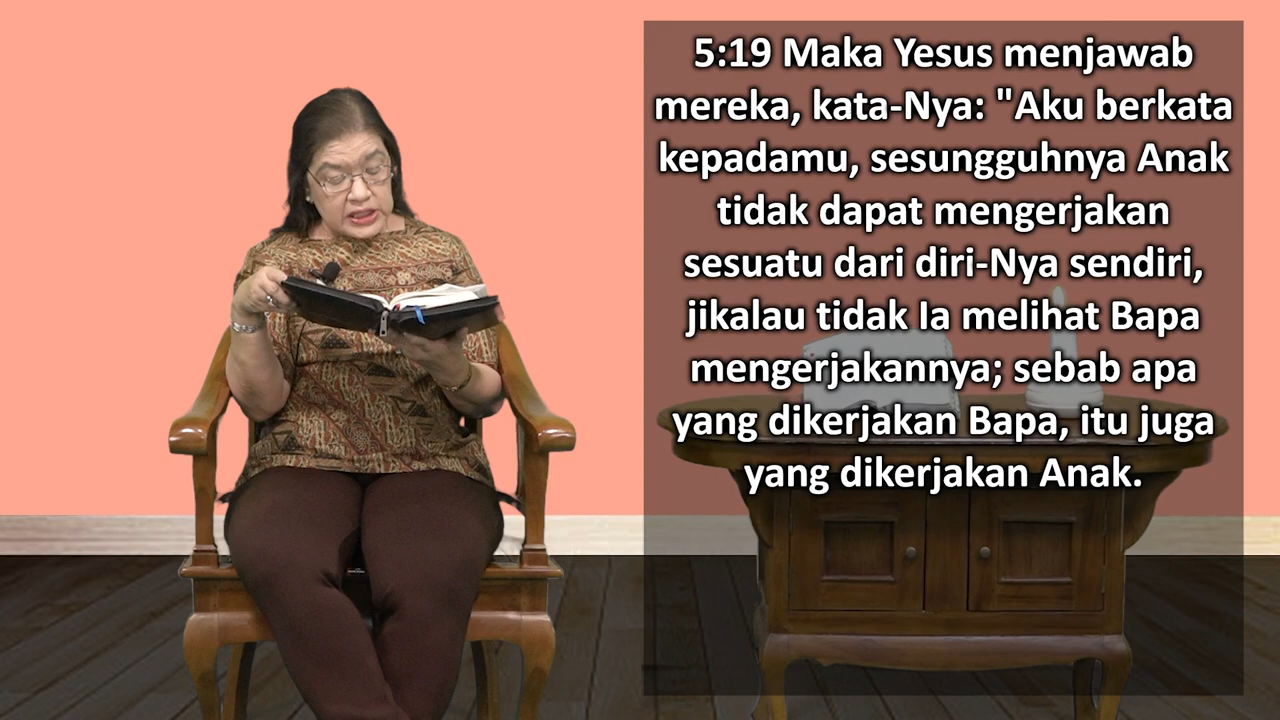 5:19 Maka Yesus menjawab
mereka, kata-Nya: "Aku berkata
kepadamu, sesungguhnya Anak
tidak dapat mengerjakan
sesuatu dari diri-Nya sendiri,
jikalau tidak Ia melihat Bapa
mengerjakannya; sebab apa
yang dikerjakan Bapa, itu juga
yang dikerjakan Anak.